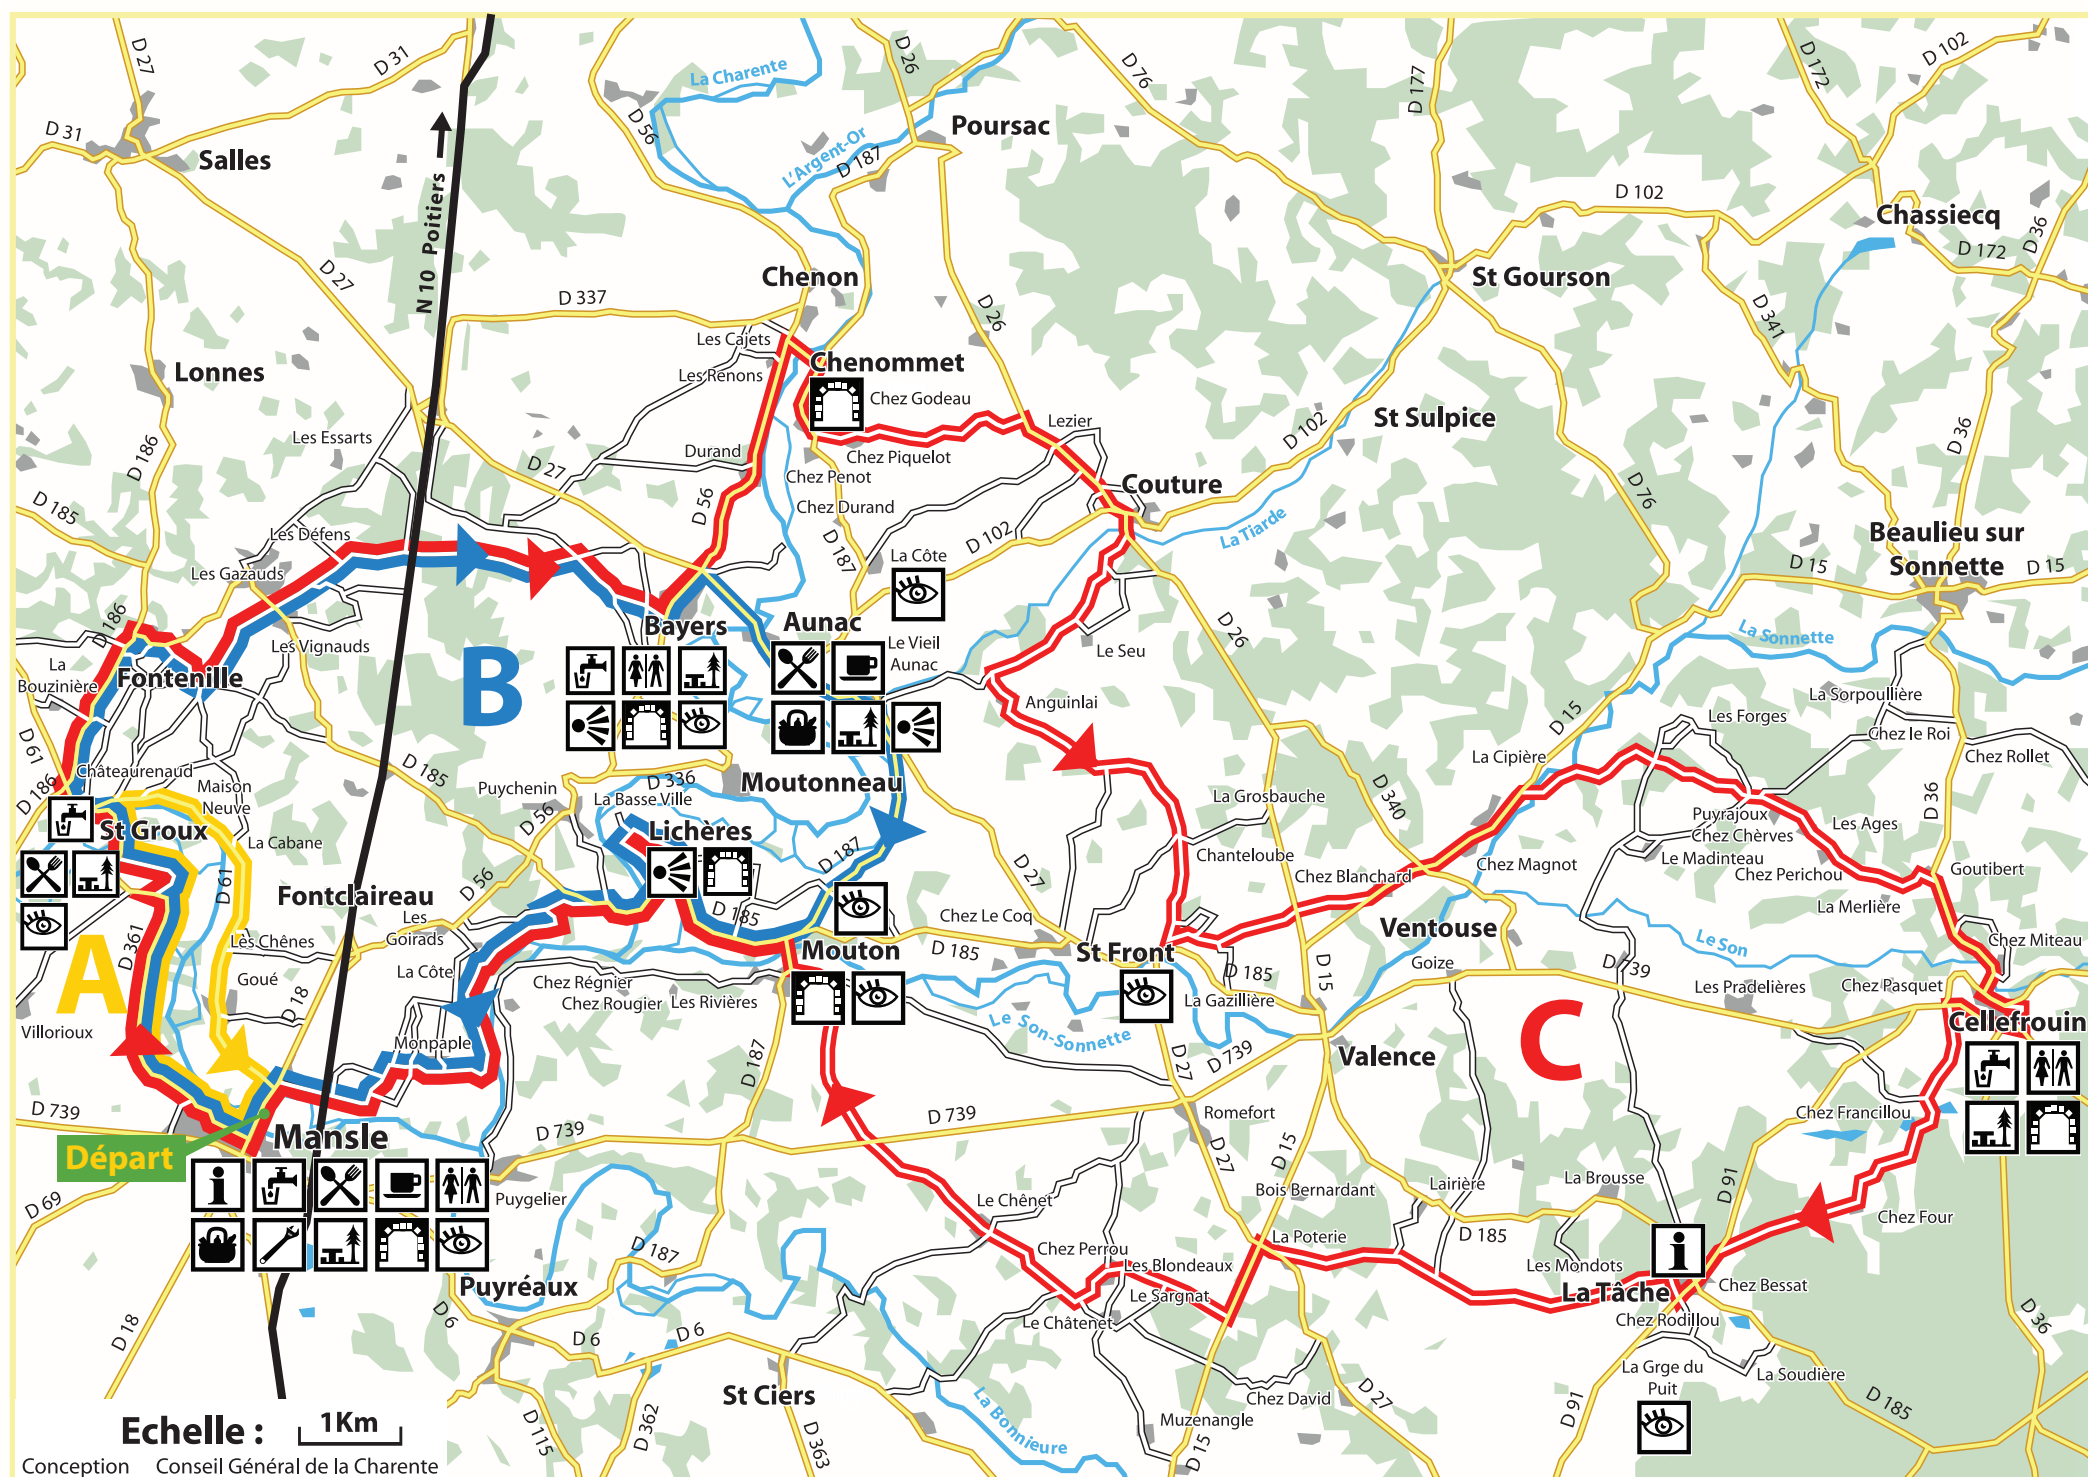 D 27
D 31
D 31
Salles
N 10 Poitiers
D 56
La Charente
D 26
L'Argent-Or
D 187
Poursac
D 76
D 177
D 172
D 102
D 102
Chassiecq
D 36
D 172
D 27
D 337
Chenon
D 26
St Gourson
D 341
Lonnes
Les Cajets
Les Renons
Chenommet
Chez Godeau
Lezier
St Sulpice
D 102
D 36
Les Essarts
D 186
D 27
Durand
Chez Piquelot
Chez Penot
Couture
D 76
D 185
D 56
Chez Durand
La Tiarde
Les Défens
D 187
La Côte
D 102
Beaulieu sur
Sonnette
D 15
D 15
Les Gazauds
D 186
Bayers
Aunac
Le Vieil
Aunac
Le Seu
D 26
La Sonnette
La
Bouzinière
Fontenille
Les Vignauds
B
Anguinlai
La Sorpoullière
Les Forges
D 15
Chez le Roi
Chez Rollet
D 61
Châteaurenaud
Maison
Neuve
D 185
Puychenin
D 336
Moutonneau
La Cipière
D 186
La Basse Ville
La Grosbauche
D 340
D 36
St Groux
La Cabane
D 56
Lichères
D 187
Puyrajoux
Chez Chèrves
Les Ages
Chanteloube
Le Madinteau
D 61
Fontclaireau
D 56
D 27
Chez Blanchard
Chez Magnot
Chez Perichou
Goutibert
A
D 361
Les Chênes
Les
Goirads
D 185
Chez Le Coq
La Merlière
Ventouse
Le Son
Chez Miteau
Mouton
D 185
St Front
D 185
D 15
Goize
D 739
Goué
La Côte
Chez Régnier
Chez Rougier
Les Rivières
La Gazillière
Les Pradelières
Chez Pasquet
Villorioux
D 18
Monpaple
Le Son-Sonnette
C
Cellefrouin
D 187
D 27
D 739
Valence
D 739
Départ
Mansle
D 739
D 739
Romefort
Chez Francillou
D 69
Puygelier
Le Chênet
D 27
D 15
Bois Bernardant
Lairière
La Brousse
D 91
Chez Four
La Poterie
D 185
D 187
Chez Perrou
Les Blondeaux
Les Mondots
Puyréaux
Le Sargnat
La Tâche
Chez Bessat
D 18
D 6
D 6
D 6
Le Châtenet
Chez Rodillou
D 36
La Grge du
Puit
La Soudière
St Ciers
Chez David
D 27
D 91
D 185
Echelle : 1Km
D 115
D 362
D 363
La Bonnieure
Muzenangle
D 15
Conception Conseil Général de la Charente